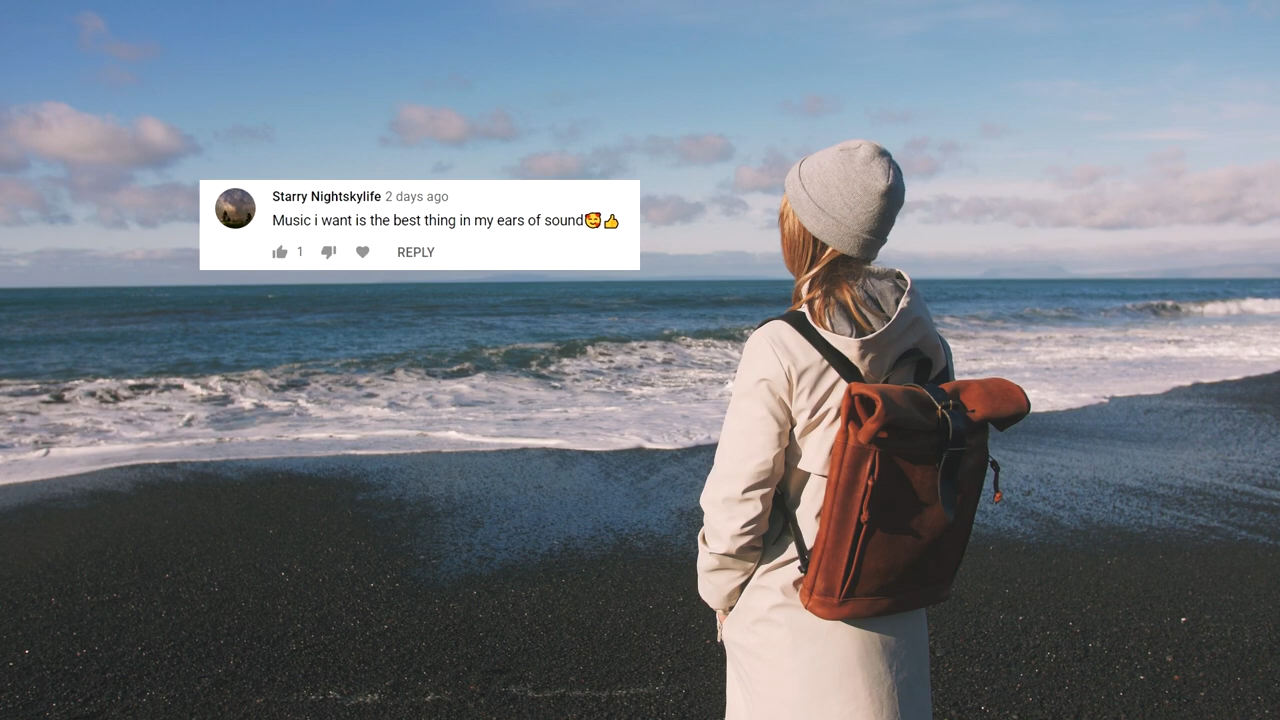 Starry Nightskylife 2 days ago
Music i want is the best thing in my ears of sound🥰👍
1 REPLY